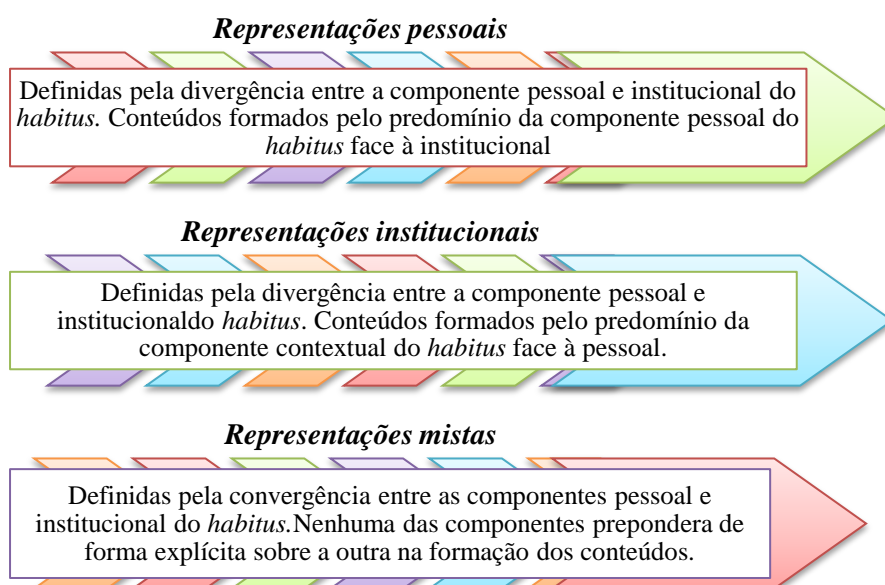 Representações pessoais
Definidas pela divergência entre a componente pessoal e institucional do
habitus. Conteúdos formados pelo predomínio da componente pessoal do
habitus face à institucional
Representações institucionais
Definidas pela divergência entre a componente pessoal e
institucionaldo habitus. Conteúdos formados pelo predomínio da
componente contextual do habitus face à pessoal.
Representações mistas
Definidas pela convergência entre as componentes pessoal e
institucional do habitus.Nenhuma das componentes prepondera de
forma explícita sobre a outra na formação dos conteúdos.